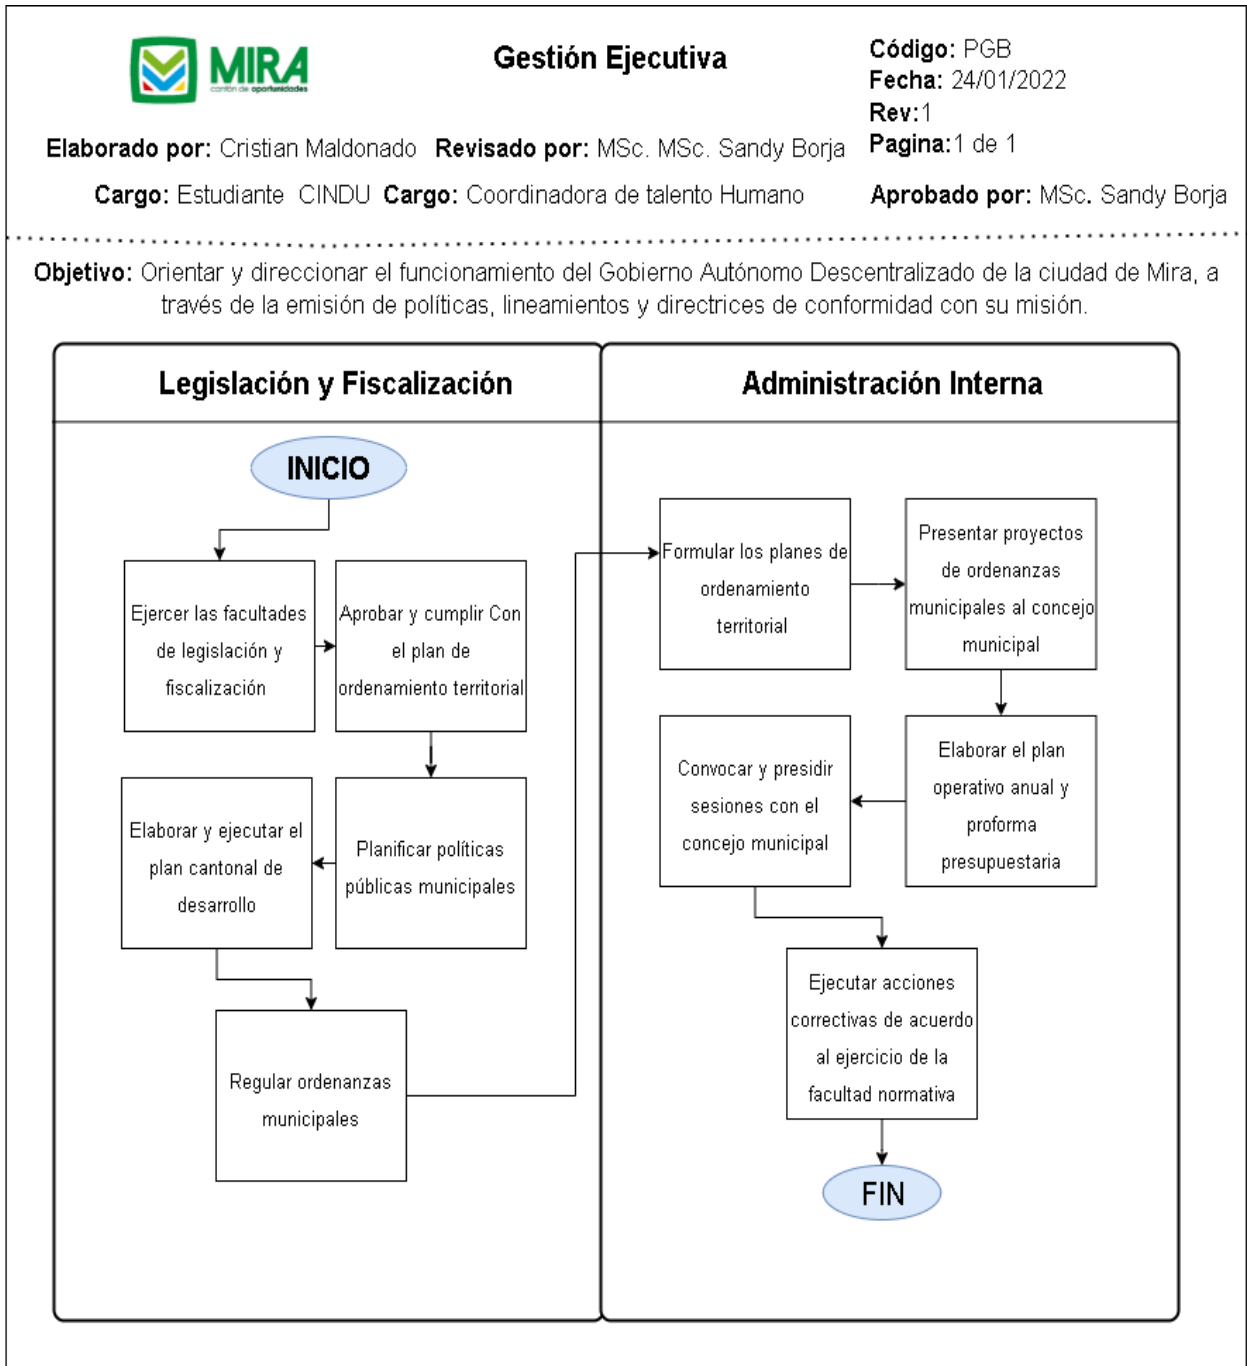 MIRA
cantón de oportunidades
Gestión Ejecutiva
Código: PGB
Fecha: 24/01/2022
Rev:1
Pagina:1 de 1
Elaborado por: Cristian Maldonado
Revisado por: MSc. MSc. Sandy Borja
Cargo: Estudiante CINDU
Cargo: Coordinadora de talento Humano
Aprobado por: MSc. Sandy Borja
Objetivo: Orientar y direccionar el funcionamiento del Gobierno Autónomo Descentralizado de la ciudad de Mira, a
través de la emisión de políticas, lineamientos y directrices de conformidad con su misión.
Legislación y Fiscalización
INICIO
Ejercer las facultades
de legislación y
fiscalización
Aprobar y cumplir Con
el plan de
ordenamiento territorial
Planificar políticas
públicas municipales
Elaborar y ejecutar el
plan cantonal de
desarrollo
Regular ordenanzas
municipales
Administración Interna
Formular los planes de
ordenamiento
territorial
Presentar proyectos
de ordenanzas
municipales al concejo
municipal
Elaborar el plan
operativo anual y
proforma
presupuestaria
Convocar y presidir
sesiones con el
concejo municipal
Ejecutar acciones
correctivas de acuerdo
al ejercicio de la
facultad normativa
FIN